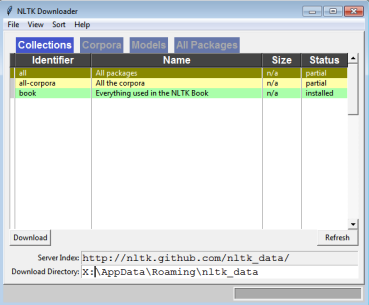 NLTK Downloader
File View Sort Help
Collections Corpora Models All Packages
Identifier Name Size Status
all All packages n/a partial
all-corpora All the corpora n/a partial
book Everything used in the NLTK Book n/a installed
Download Refresh
Server Index: http://nltk.github.com/nltk_data/
Download Directory: X:\AppData\Roaming\nltk_data